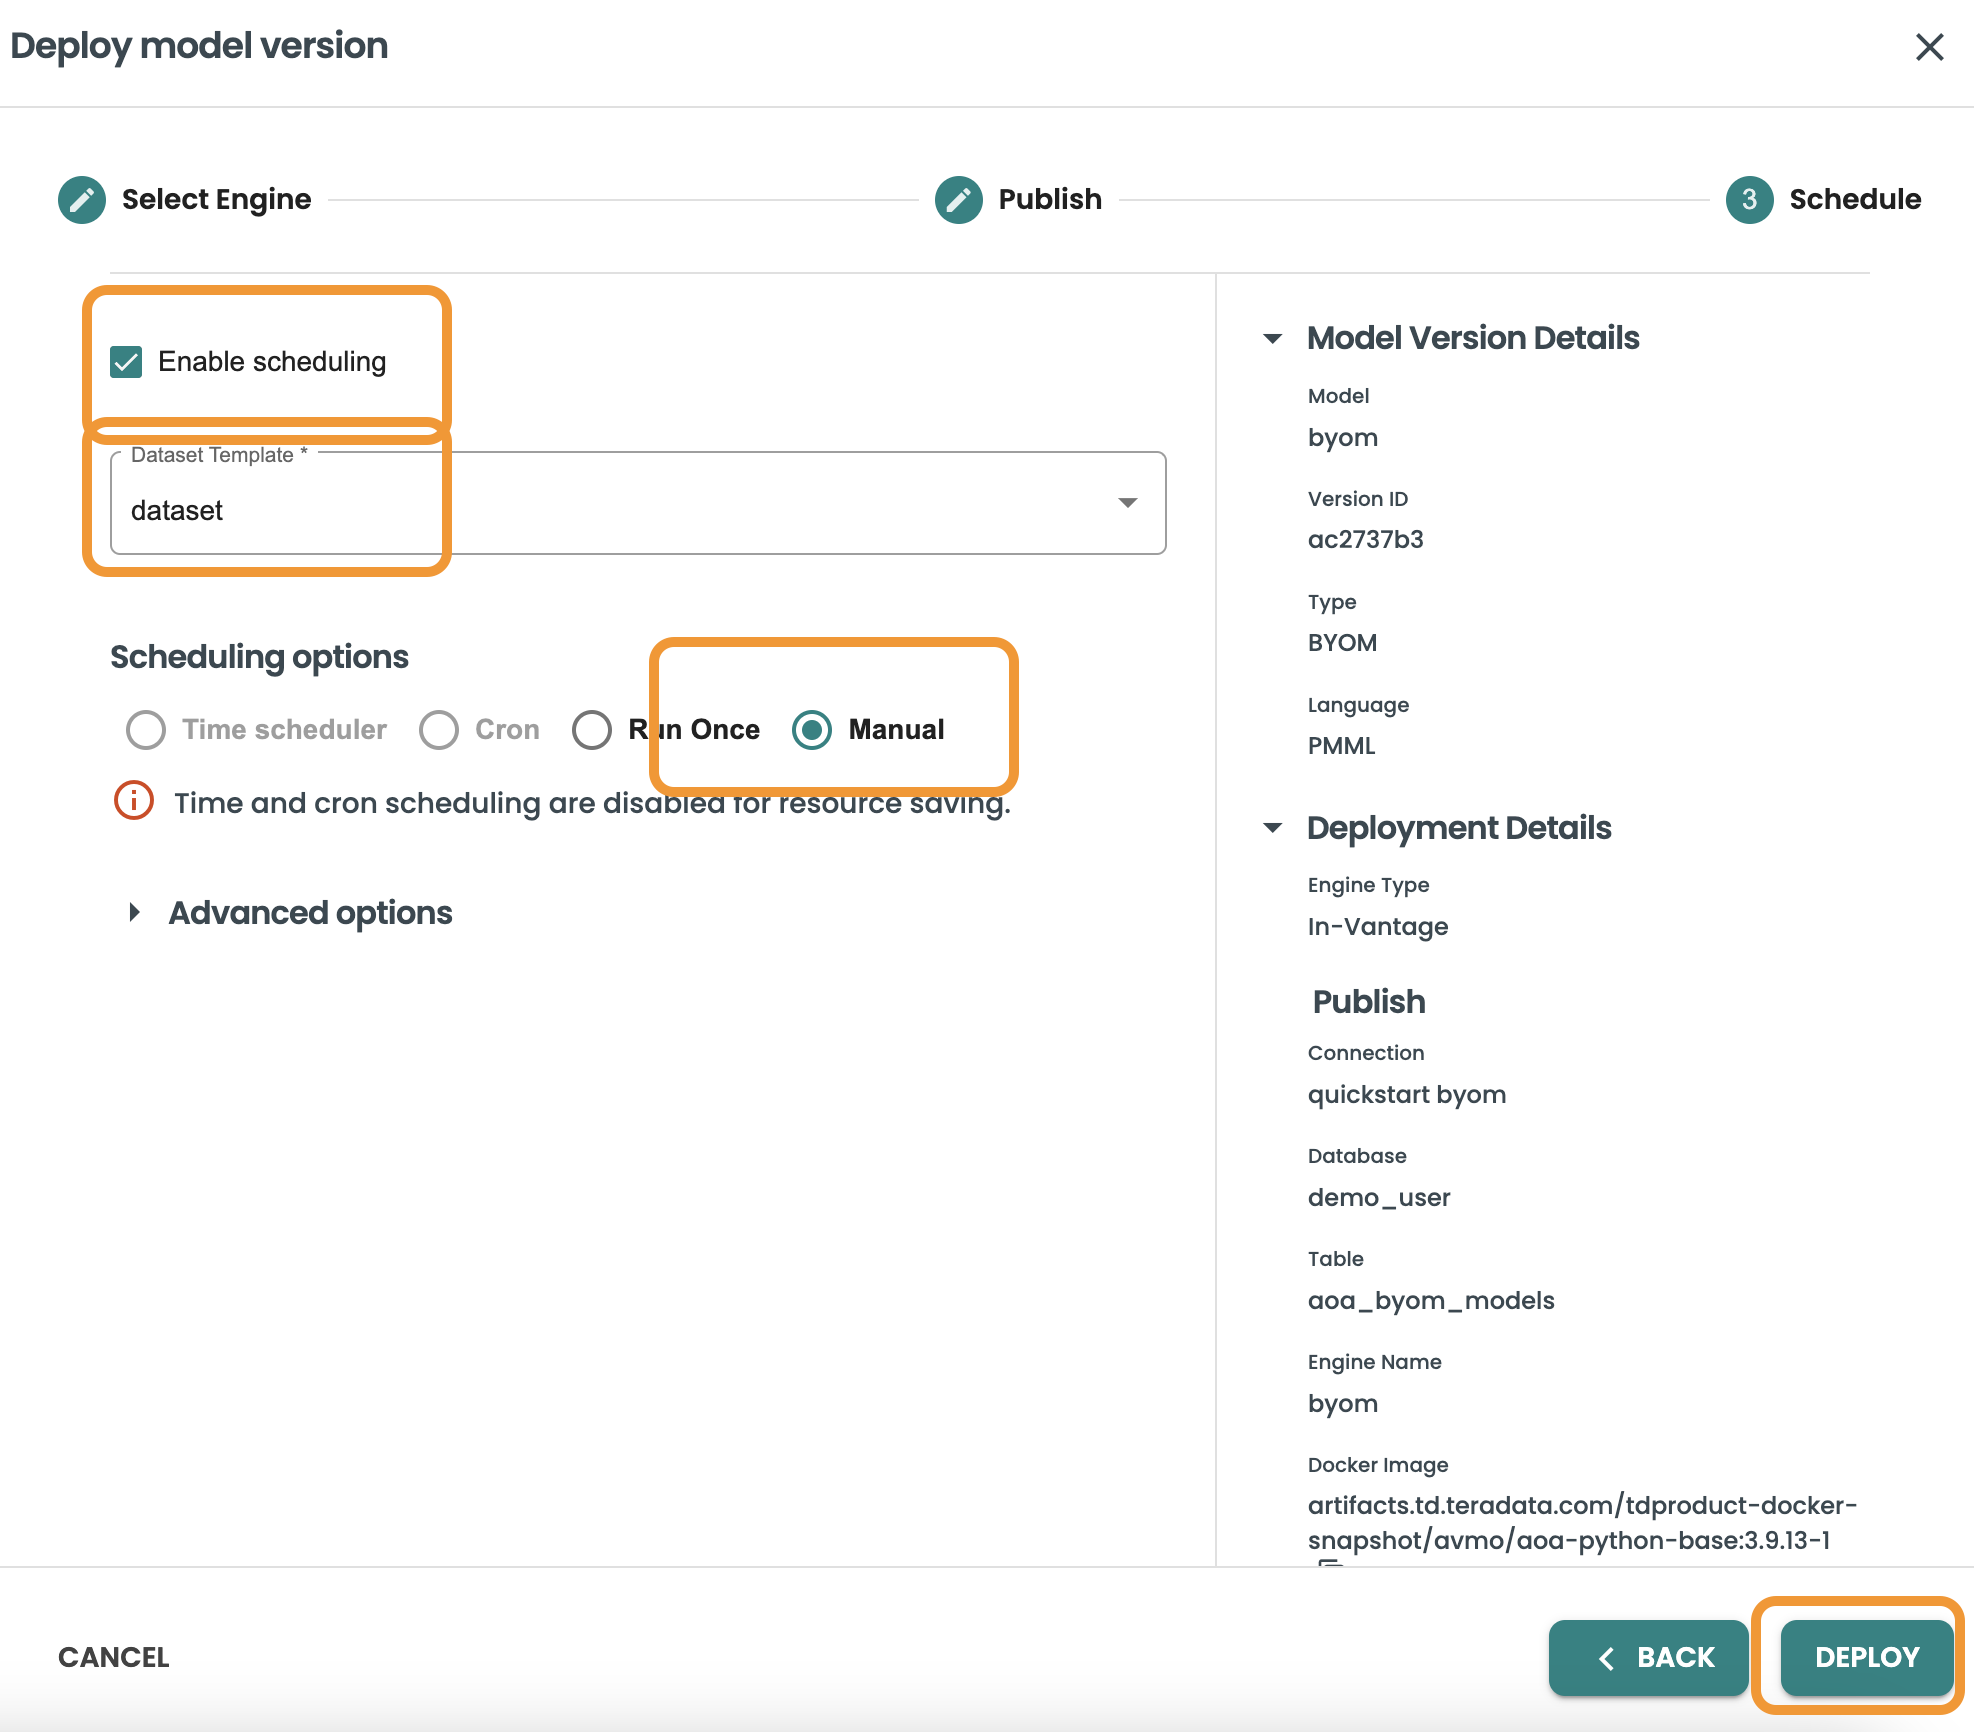 Deploy model version
Select Engine
Publish
3 Schedule
Enable scheduling
Dataset Template *
dataset
Scheduling options
Time scheduler Cron Run Once Manual
Time and cron scheduling are disabled for resource saving.
Advanced options
Model Version Details
Model
byom
Version ID
ac2737b3
Type
BYOM
Language
PMML
Deployment Details
Engine Type
In-Vantage
Publish
Connection
quickstart byom
Database
demo_user
Table
aoa_byom_models
Engine Name
byom
Docker Image
artifacts.td.teradata.com/tdproduct-docker-
snapshot/avmo/aoa-python-base:3.9.13-1
CANCEL
BACK
DEPLOY